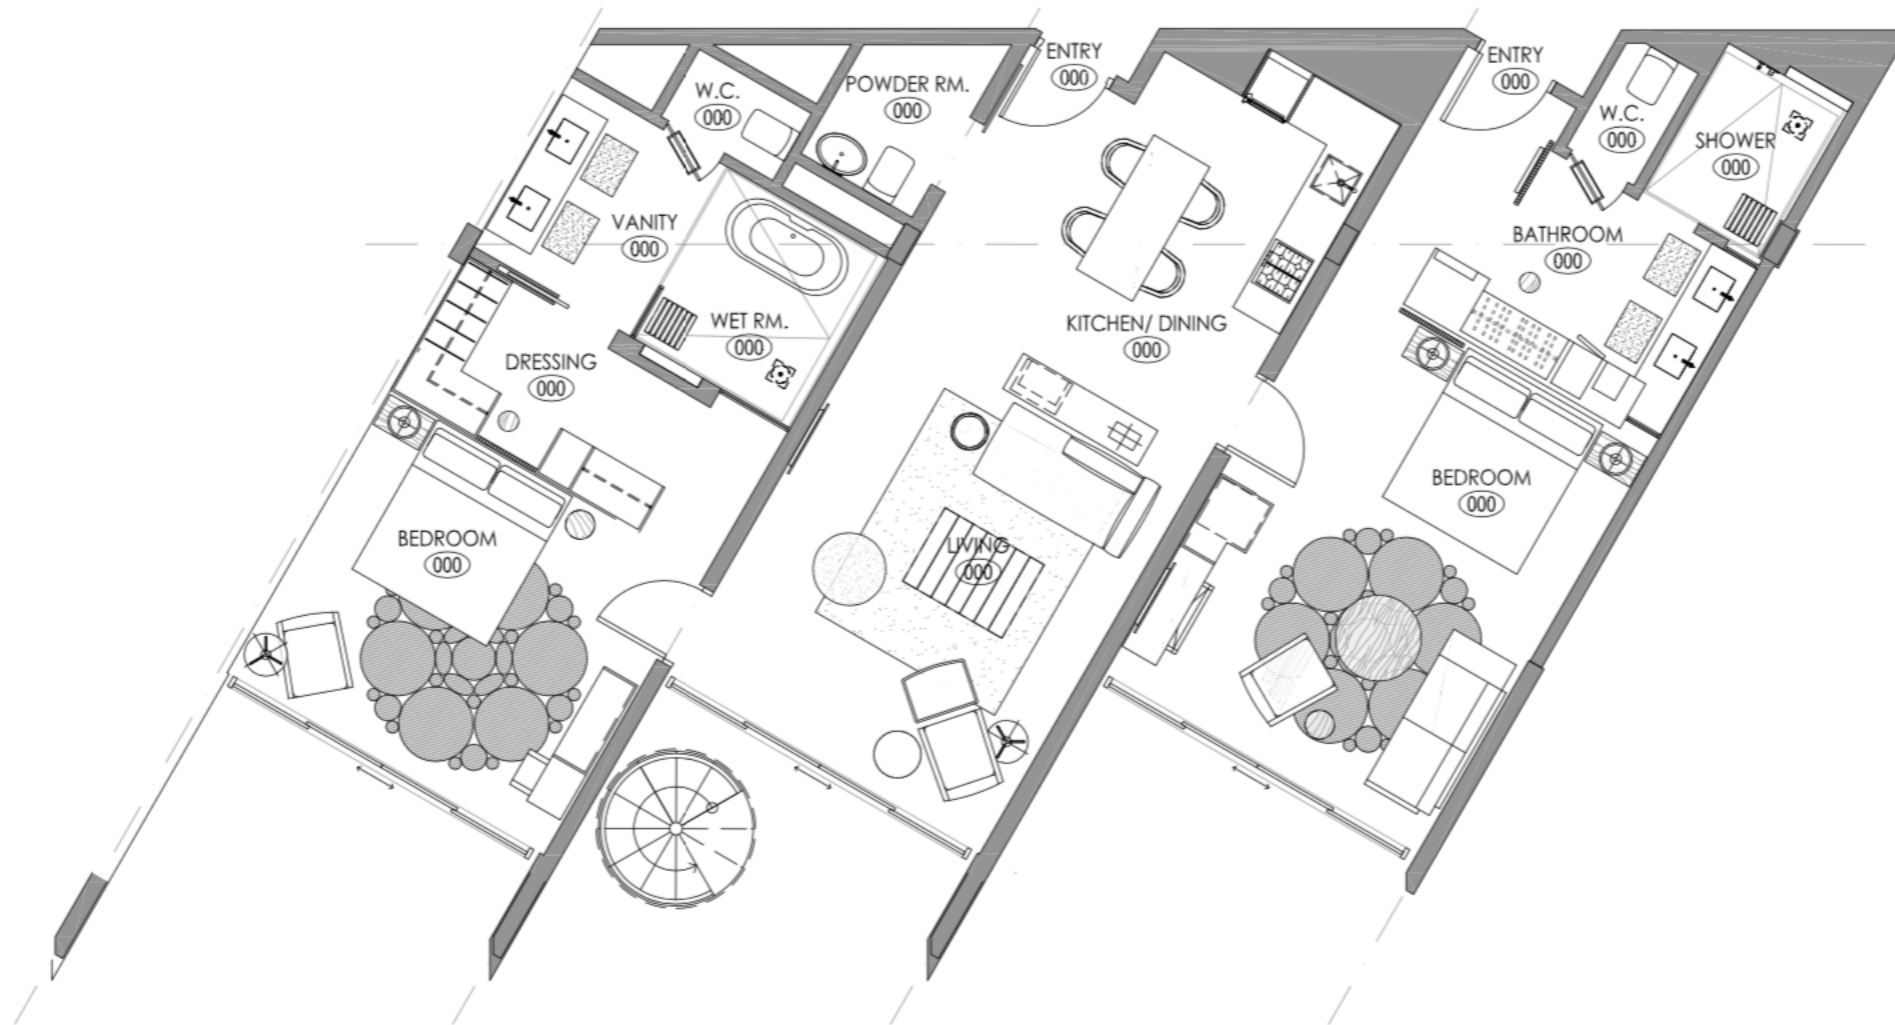 ENTRY
000
ENTRY
000
W.C.
000
POWDER RM.
000
W.C.
000
SHOWER
000
VANITY
000
BATHROOM
000
WET RM.
000
KITCHEN/ DINING
000
DRESSING
000
BEDROOM
000
BEDROOM
000
LIVING
000